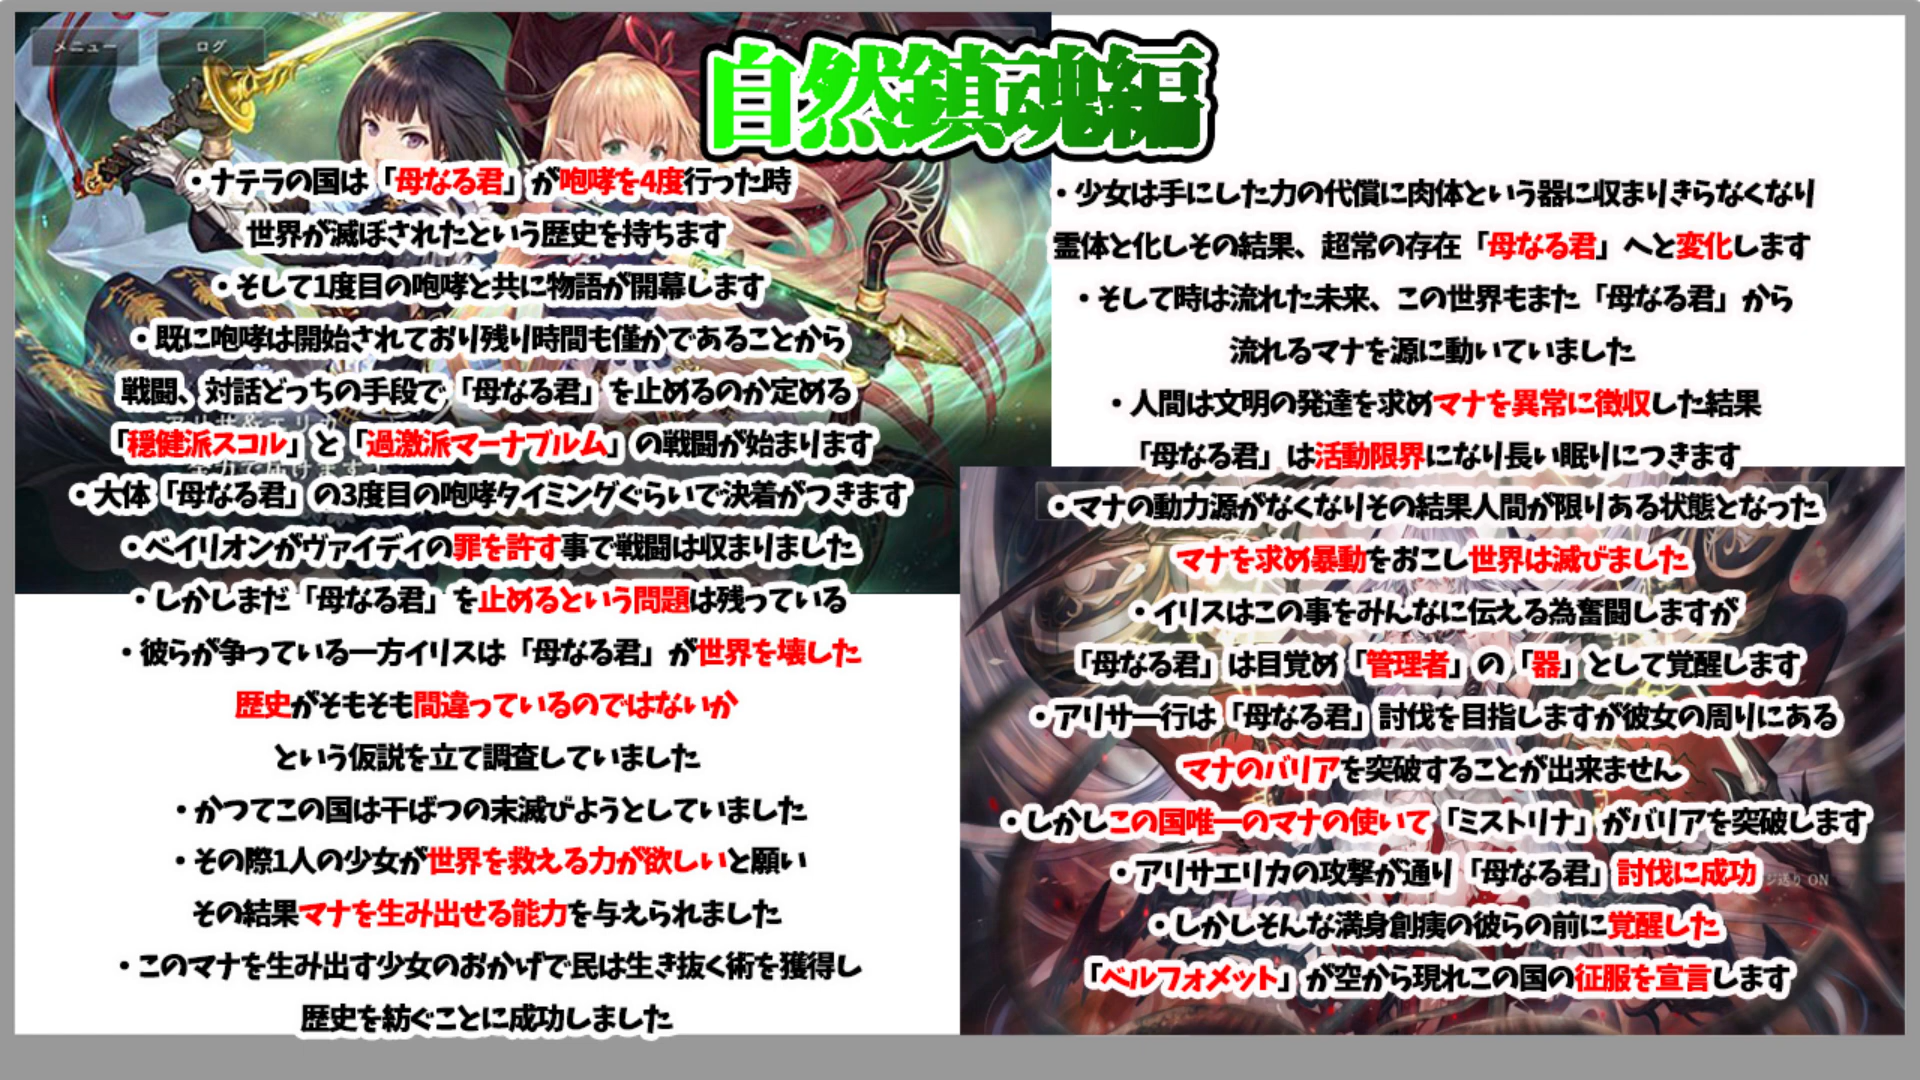 メニュー
ログ
自然鎮魂編
・ナテラの国は「母なる君」が咆哮を4度行った時
世界が滅ぼされたという歴史を持ちます
・そして1度目の咆哮と共に物語が開幕します
・既に咆哮は開始されており残り時間も僅かであることから
戦闘、対話どっちの手段で「母なる君」を止めるのか定める
「穏健派スコル」と「過激派マーナブルム」の戦闘が始まります
・大体「母なる君」の3度目の咆哮タイミングぐらいで決着がつきます
・ベイリオンがヴァイディの罪を許す事で戦闘は収まりました
・しかしまだ「母なる君」を止めるという問題は残っている
・彼らが争っている一方イリスは「母なる君」が世界を壊した
歴史がそもそも間違っているのではないか
という仮説を立て調査していました
・かつてこの国は干ばつの末滅びようとしていました
・その際1人の少女が世界を救える力が欲しいと願い
その結果マナを生み出せる能力を与えられました
・このマナを生み出す少女のおかげで民は生き抜く術を獲得し
歴史を紡ぐことに成功しました
・少女は手にした力の代償に肉体という器に収まりきらなくなり
霊体と化しその結果、超常の存在「母なる君」へと変化します
・そして時は流れた未来、この世界もまた「母なる君」から
流れるマナを源に動いていました
・人間は文明の発達を求めマナを異常に徴収した結果
「母なる君」は活動限界になり長い眠りにつきます
・マナの動力源がなくなりその結果人間が限りある状態となった
マナを求め暴動をおこし世界は滅びました
・イリスはこの事をみんなに伝える為奮闘しますが
「母なる君」は目覚め「管理者」の「器」として覚醒します
・アリサ一行は「母なる君」討伐を目指しますが彼女の周りにある
マナのバリアを突破することが出来ません
・しかしこの国唯一のマナの使いて「ミストリナ」がバリアを突破します
・アリサエリカの攻撃が通り「母なる君」討伐に成功
・しかしそんな満身創痍の彼らの前に覚醒した
「ベルフォメット」が空から現れこの国の征服を宣言します